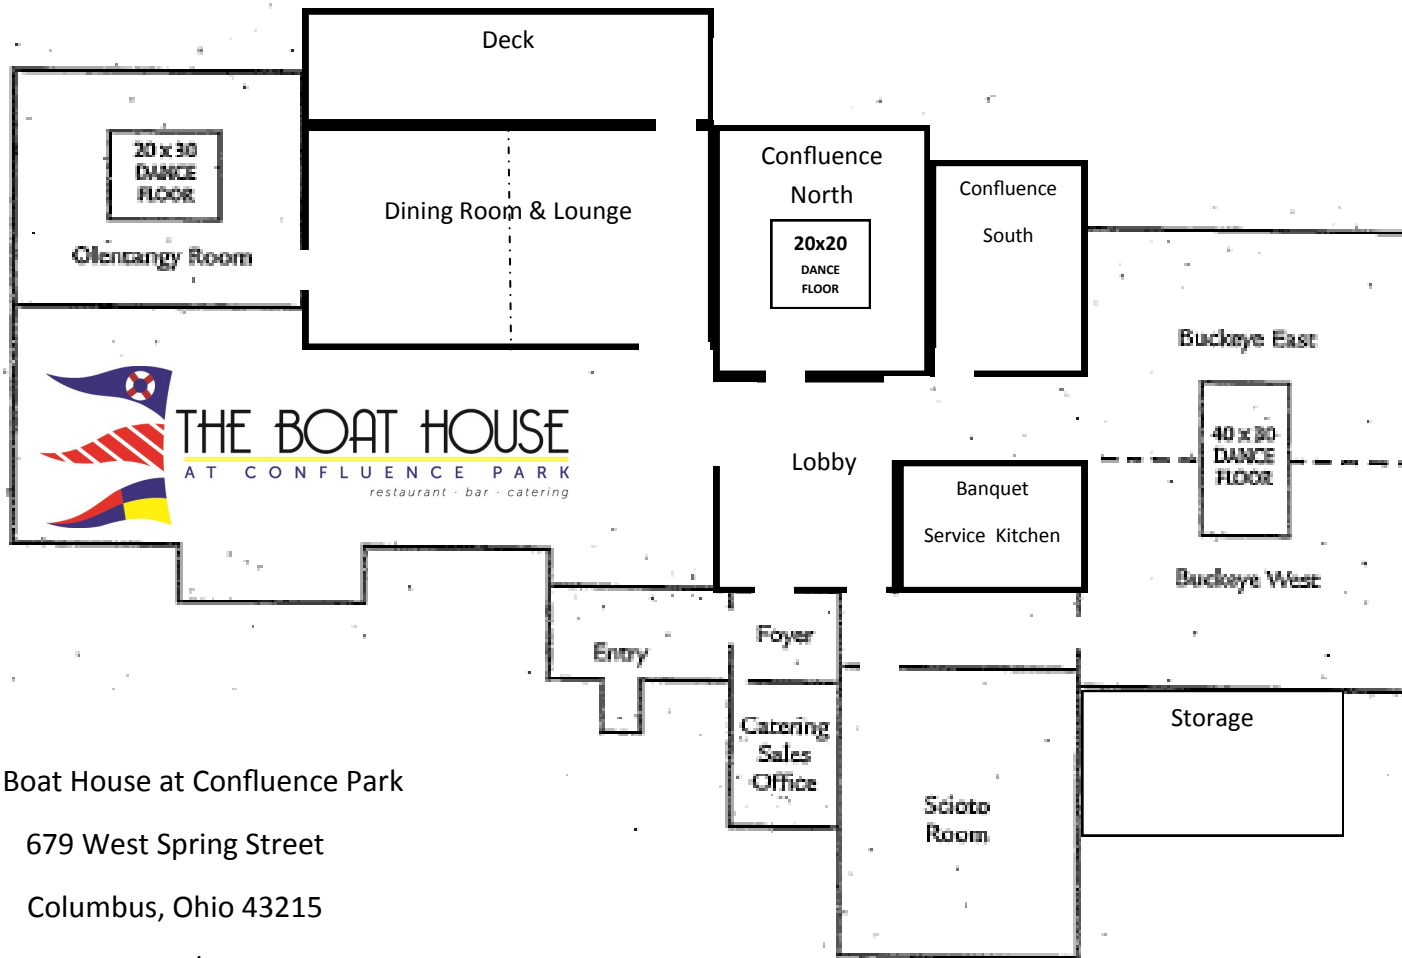 Deck
20 x 30
DANCE
FLOOR
Olentangy Room
Dining Room & Lounge
Confluence
North
20x20
DANCE
FLOOR
Confluence
South
Buckeye East
40 x 30
DANCE
FLOOR
Buckeye West
THE BOAT HOUSE
AT CONFLUENCE PARK
restaurant · bar · catering
Lobby
Banquet
Service Kitchen
Entry
Foyer
Catering
Sales
Office
Scioto
Room
Storage
Boat House at Confluence Park
679 West Spring Street
Columbus, Ohio 43215